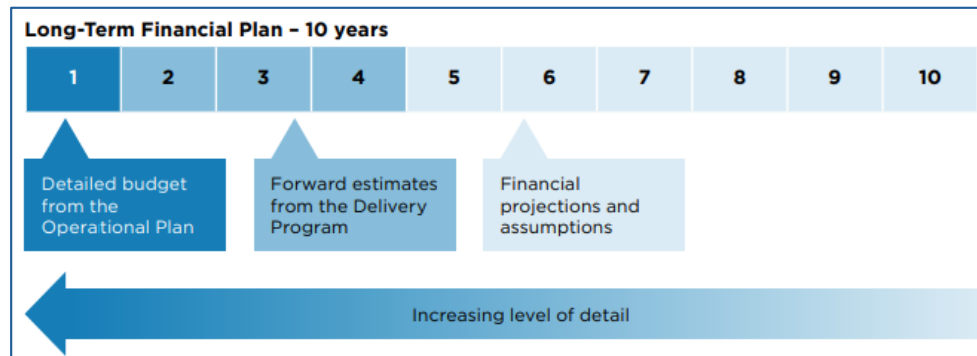 Long-Term Financial Plan – 10 years
1 2 3 4 5 6 7 8 9 10
Detailed budget
from the
Operational Plan
Forward estimates
from the Delivery
Program
Financial
projections and
assumptions
Increasing level of detail